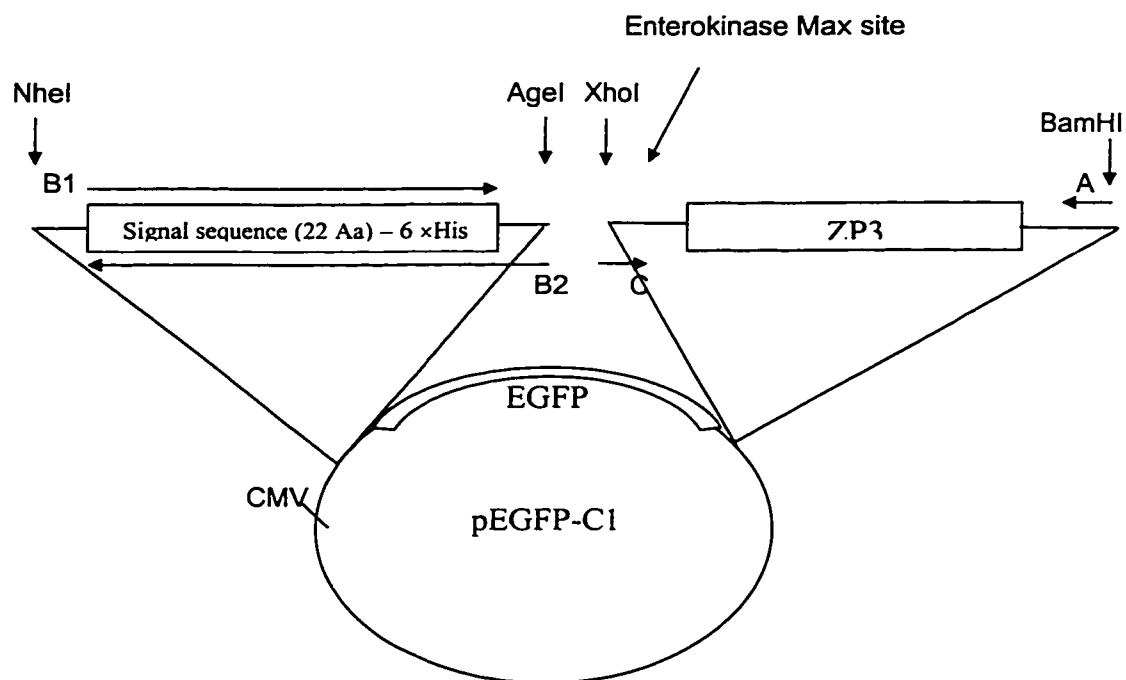 Enterokinase Max site
NheI
AgeI
XhoI
BamHI
B1
A
Signal sequence (22 Aa) – 6 ×His
ZP3
B2
C
EGFP
CMV
pEGFP-C1